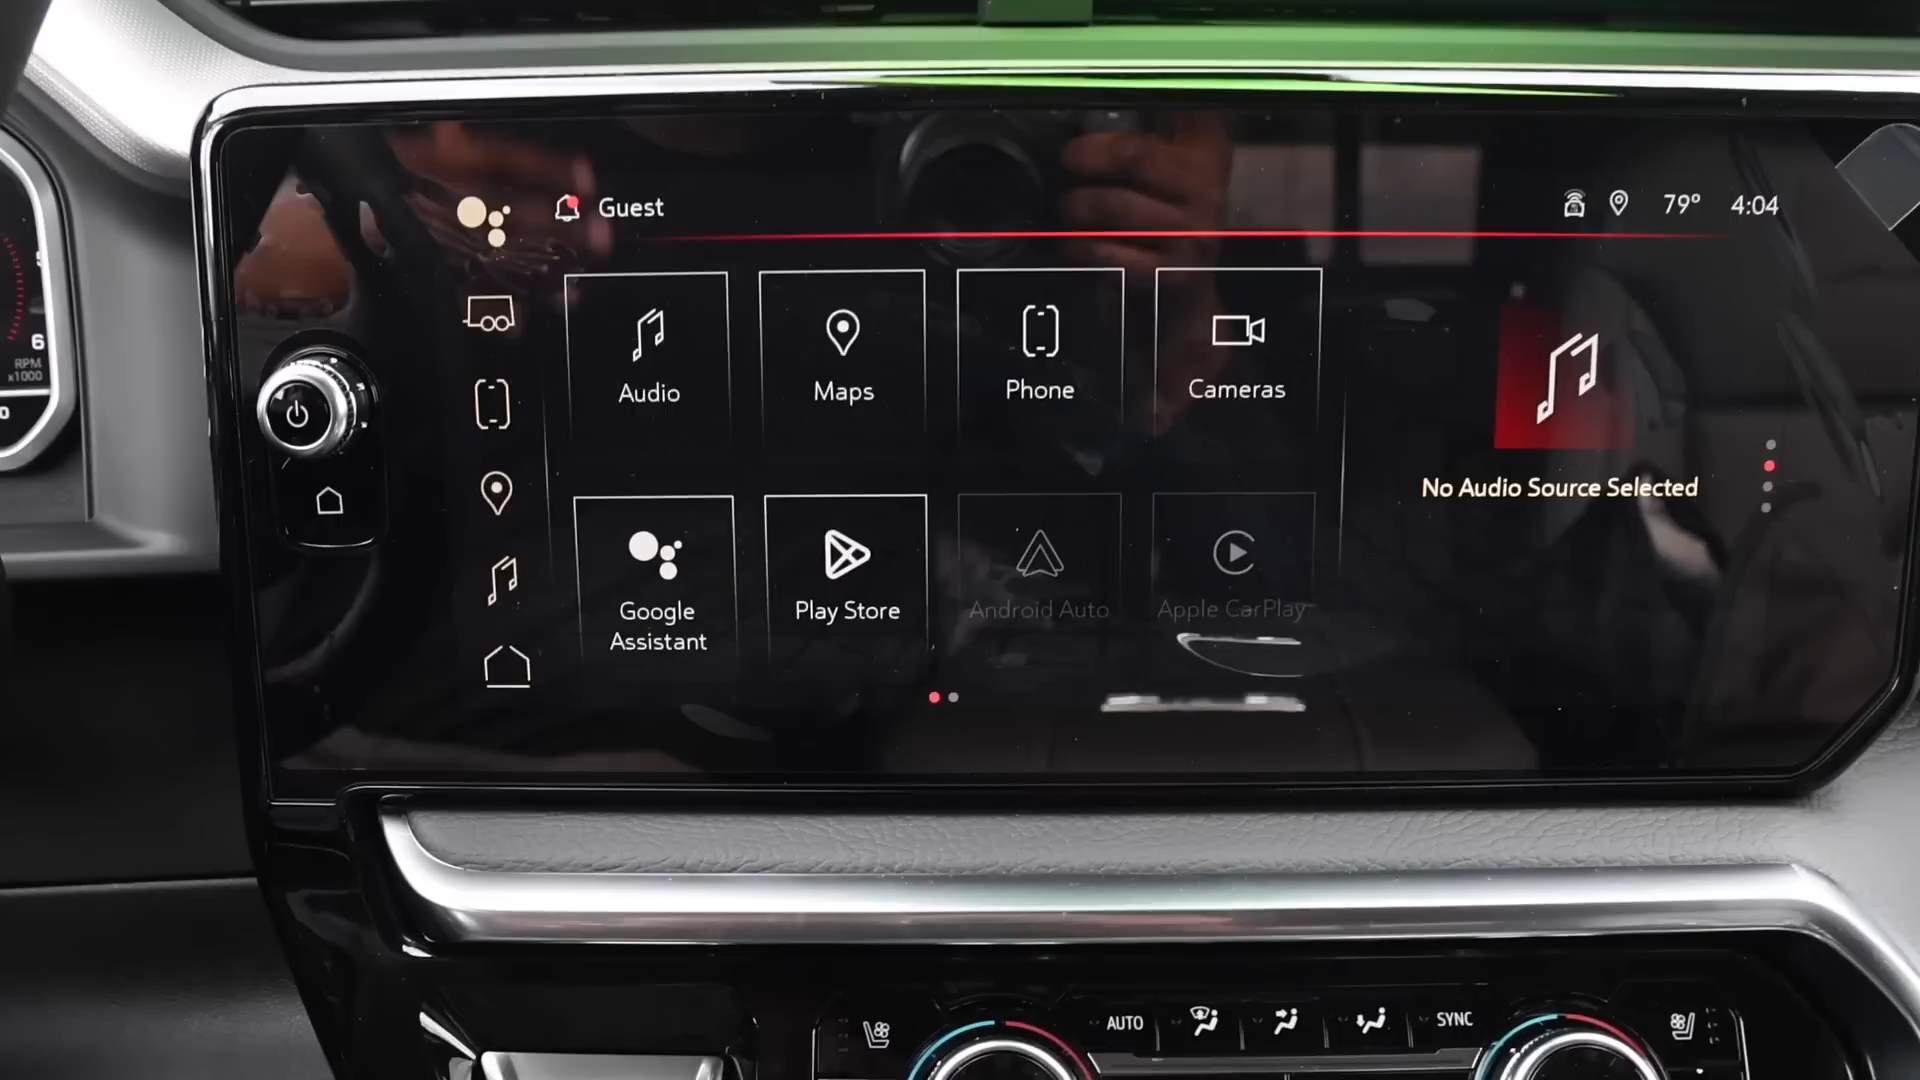 Guest
79° 4:04
Audio
Maps
Phone
Cameras
No Audio Source Selected
Google
Assistant
Play Store
Android Auto
Apple CarPlay
6
RPM
x1000
0
AUTO
SYNC